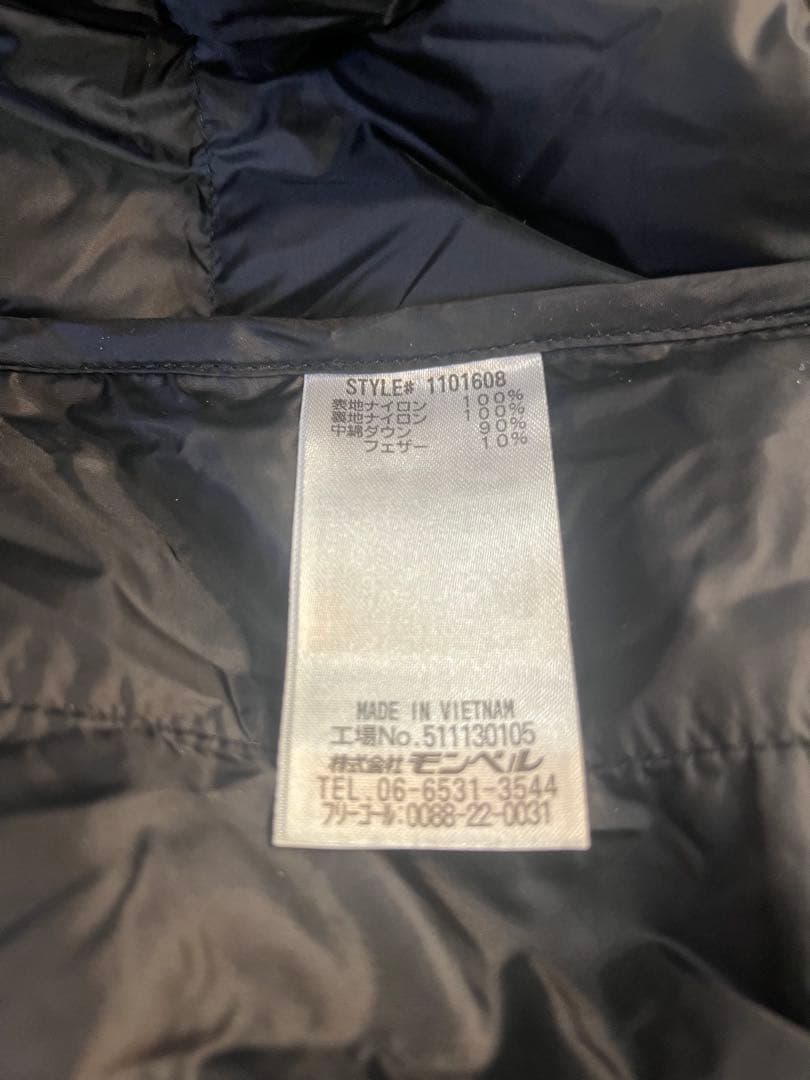 STYLE# 1101608
表地ナイロン 100%
裏地ナイロン 100%
中綿ダウン 90%
フェザー 10%
MADE IN VIETNAM
工場No.511130105
株式会社 モンベル
TEL.06-6531-3544
フリーコール:0088-22-0031